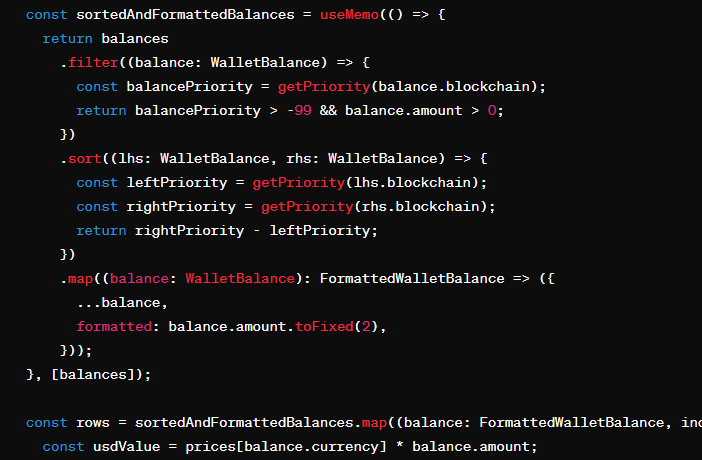 const sortedAndFormattedBalances = useMemo(() => {
  return balances
    .filter((balance: WalletBalance) => {
      const balancePriority = getPriority(balance.blockchain);
      return balancePriority > -99 && balance.amount > 0;
    })
    .sort((lhs: WalletBalance, rhs: WalletBalance) => {
      const leftPriority = getPriority(lhs.blockchain);
      const rightPriority = getPriority(rhs.blockchain);
      return rightPriority - leftPriority;
    })
    .map((balance: WalletBalance): FormattedWalletBalance => ({
      ...balance,
      formatted: balance.amount.toFixed(2),
    }));
}, [balances]);

const rows = sortedAndFormattedBalances.map((balance: FormattedWalletBalance, 
  const usdValue = prices[balance.currency] * balance.amount;